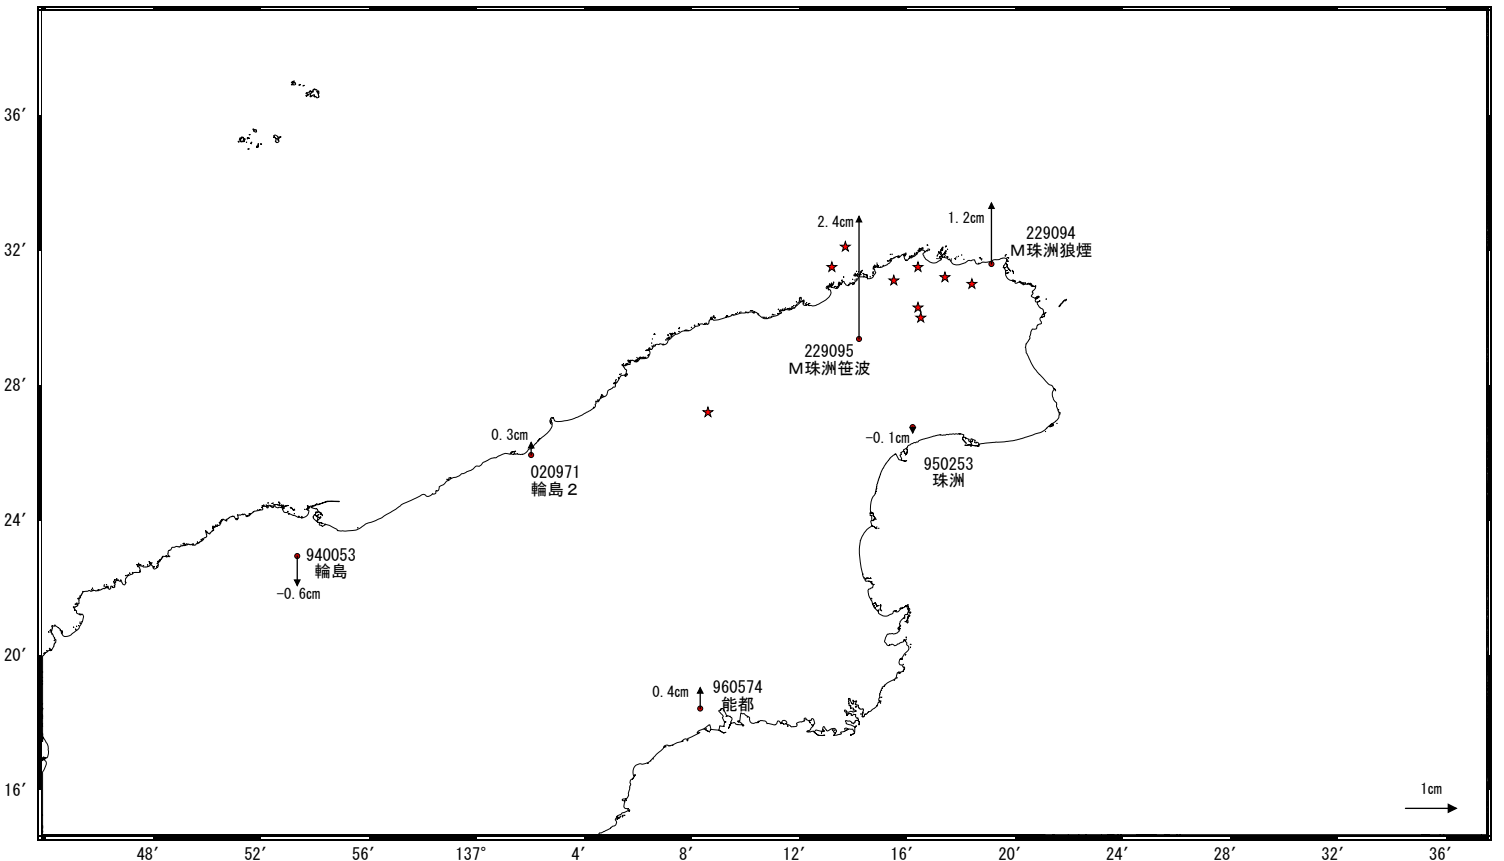 36′
32′
28′
24′
20′
16′
2.4cm
1.2cm
229094
M珠洲狼煙
229095
M珠洲笹波
0.3cm
020971
輪島２
-0.1cm
950253
珠洲
940053
輪島
-0.6cm
0.4cm
960574
能都
1cm
48′ 52′ 56′ 137° 4′ 8′ 12′ 16′ 20′ 24′ 28′ 32′ 36′